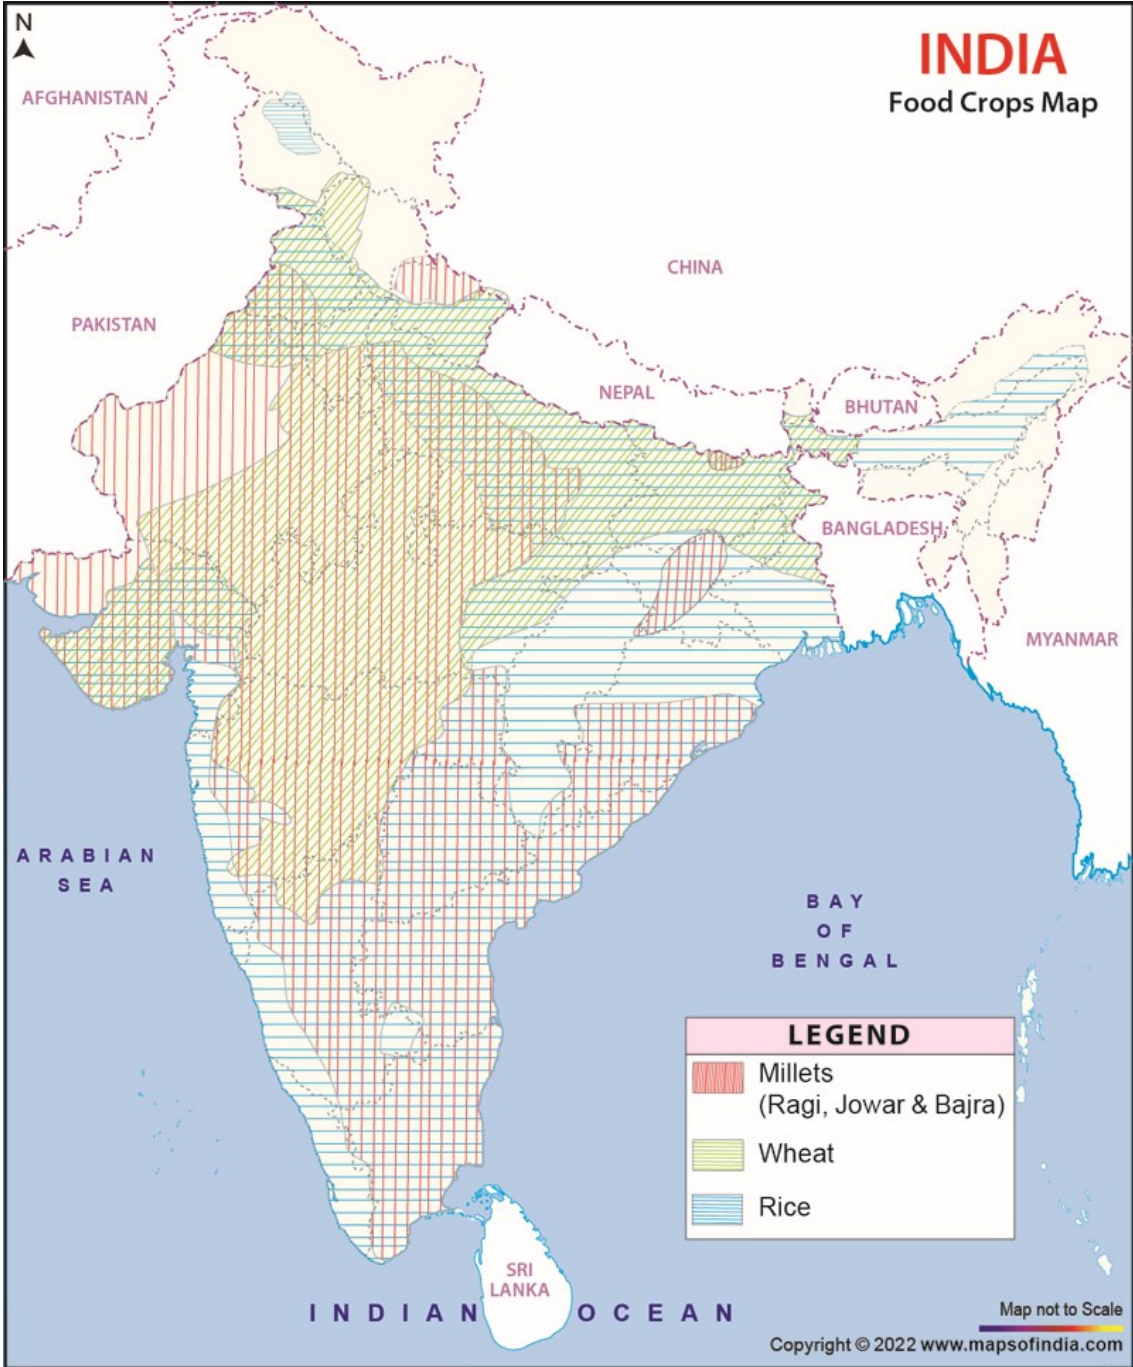 N
INDIA
Food Crops Map
AFGHANISTAN
CHINA
PAKISTAN
NEPAL
BHUTAN
BANGLADESH
MYANMAR
ARABIAN
SEA
BAY
OF
BENGAL
LEGEND
Millets
(Ragi, Jowar & Bajra)
Wheat
Rice
SRI
LANKA
INDIAN OCEAN
Map not to Scale
Copyright © 2022 www.mapsofindia.com